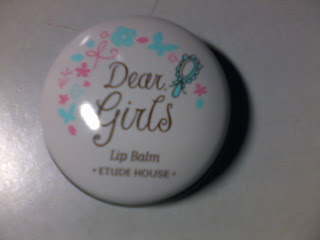 Dear.
Girls
Lip Balm
• ETUDE HOUSE •